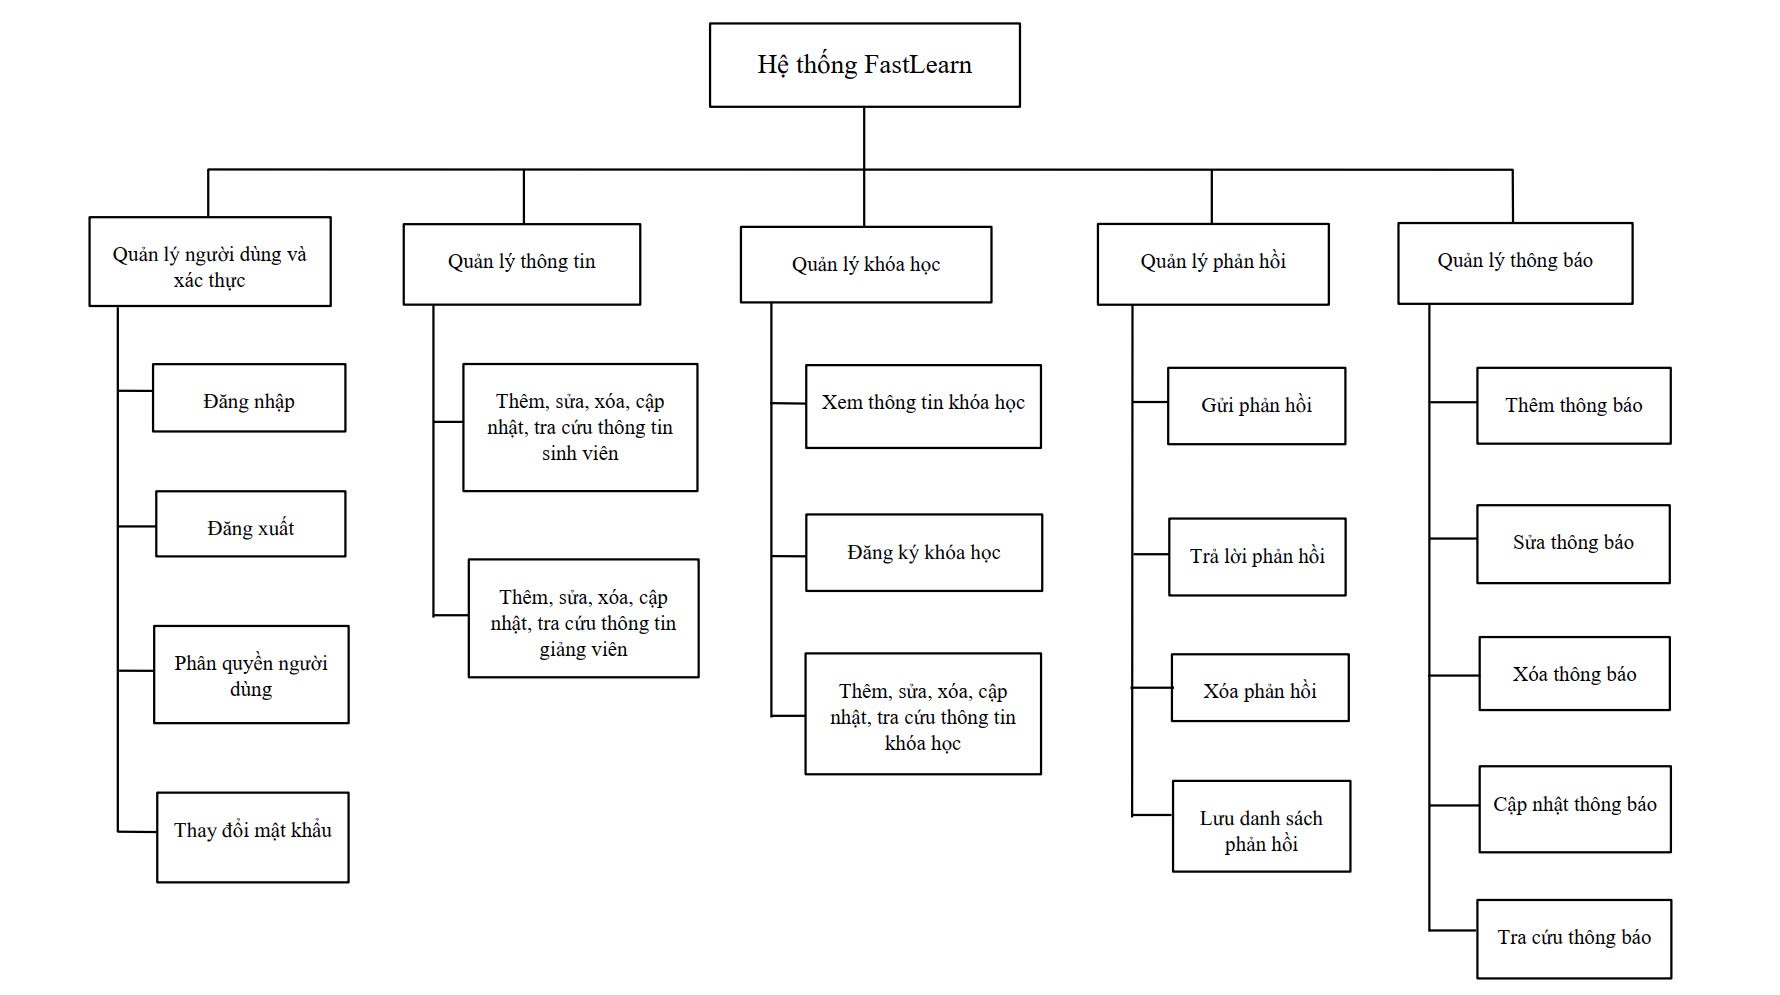 Hệ thống FastLearn
Quản lý người dùng và
xác thực
Đăng nhập
Đăng xuất
Phân quyền người
dùng
Thay đổi mật khẩu
Quản lý thông tin
Thêm, sửa, xóa, cập
nhật, tra cứu thông tin
sinh viên
Thêm, sửa, xóa, cập
nhật, tra cứu thông tin
giảng viên
Quản lý khóa học
Xem thông tin khóa học
Đăng ký khóa học
Thêm, sửa, xóa, cập
nhật, tra cứu thông tin
khóa học
Quản lý phản hồi
Gửi phản hồi
Trả lời phản hồi
Xóa phản hồi
Lưu danh sách
phản hồi
Quản lý thông báo
Thêm thông báo
Sửa thông báo
Xóa thông báo
Cập nhật thông báo
Tra cứu thông báo